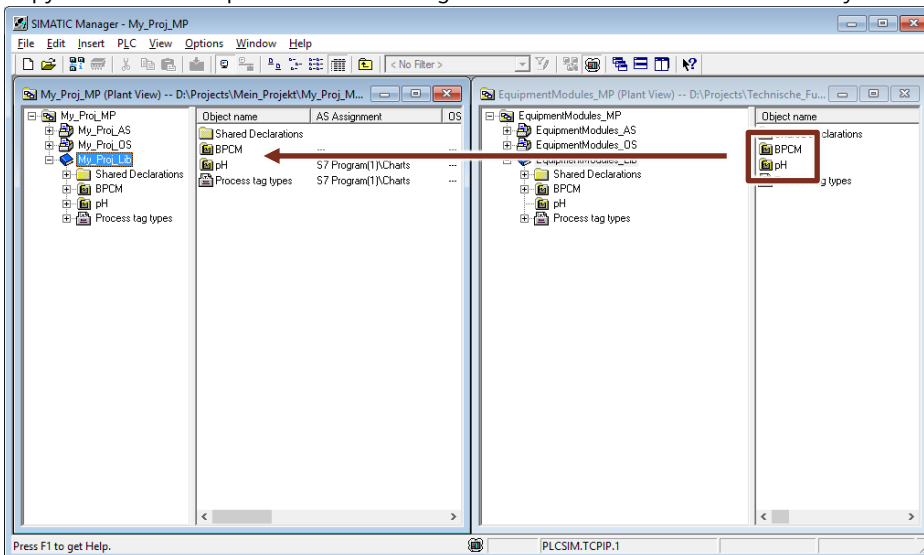 SIMATIC Manager - My_Proj_MP
File Edit Insert PLC View Options Window Help
< No Filter >
My_Proj_MP (Plant View) -- D:\Projects\Mein_Projekt\My_Proj_M...
My_Proj_MP
My_Proj_AS
My_Proj_OS
My_Proj_Lib
Shared Declarations
BPCM
pH
Process tag types
Object name AS Assignment OS
Shared Declarations
BPCM ... ...
pH S7 Program(1)\Charts ...
Process tag types S7 Program(1)\Charts ...
EquipmentModules_MP (Plant View) -- D:\Projects\Technische_Fu...
EquipmentModules_MP
EquipmentModules_AS
EquipmentModules_OS
Shared Declarations
BPCM
pH
Process tag types
Object name
clarations
BPCM
pH
g types
Press F1 to get Help.
PLCSIM.TCPIP.1